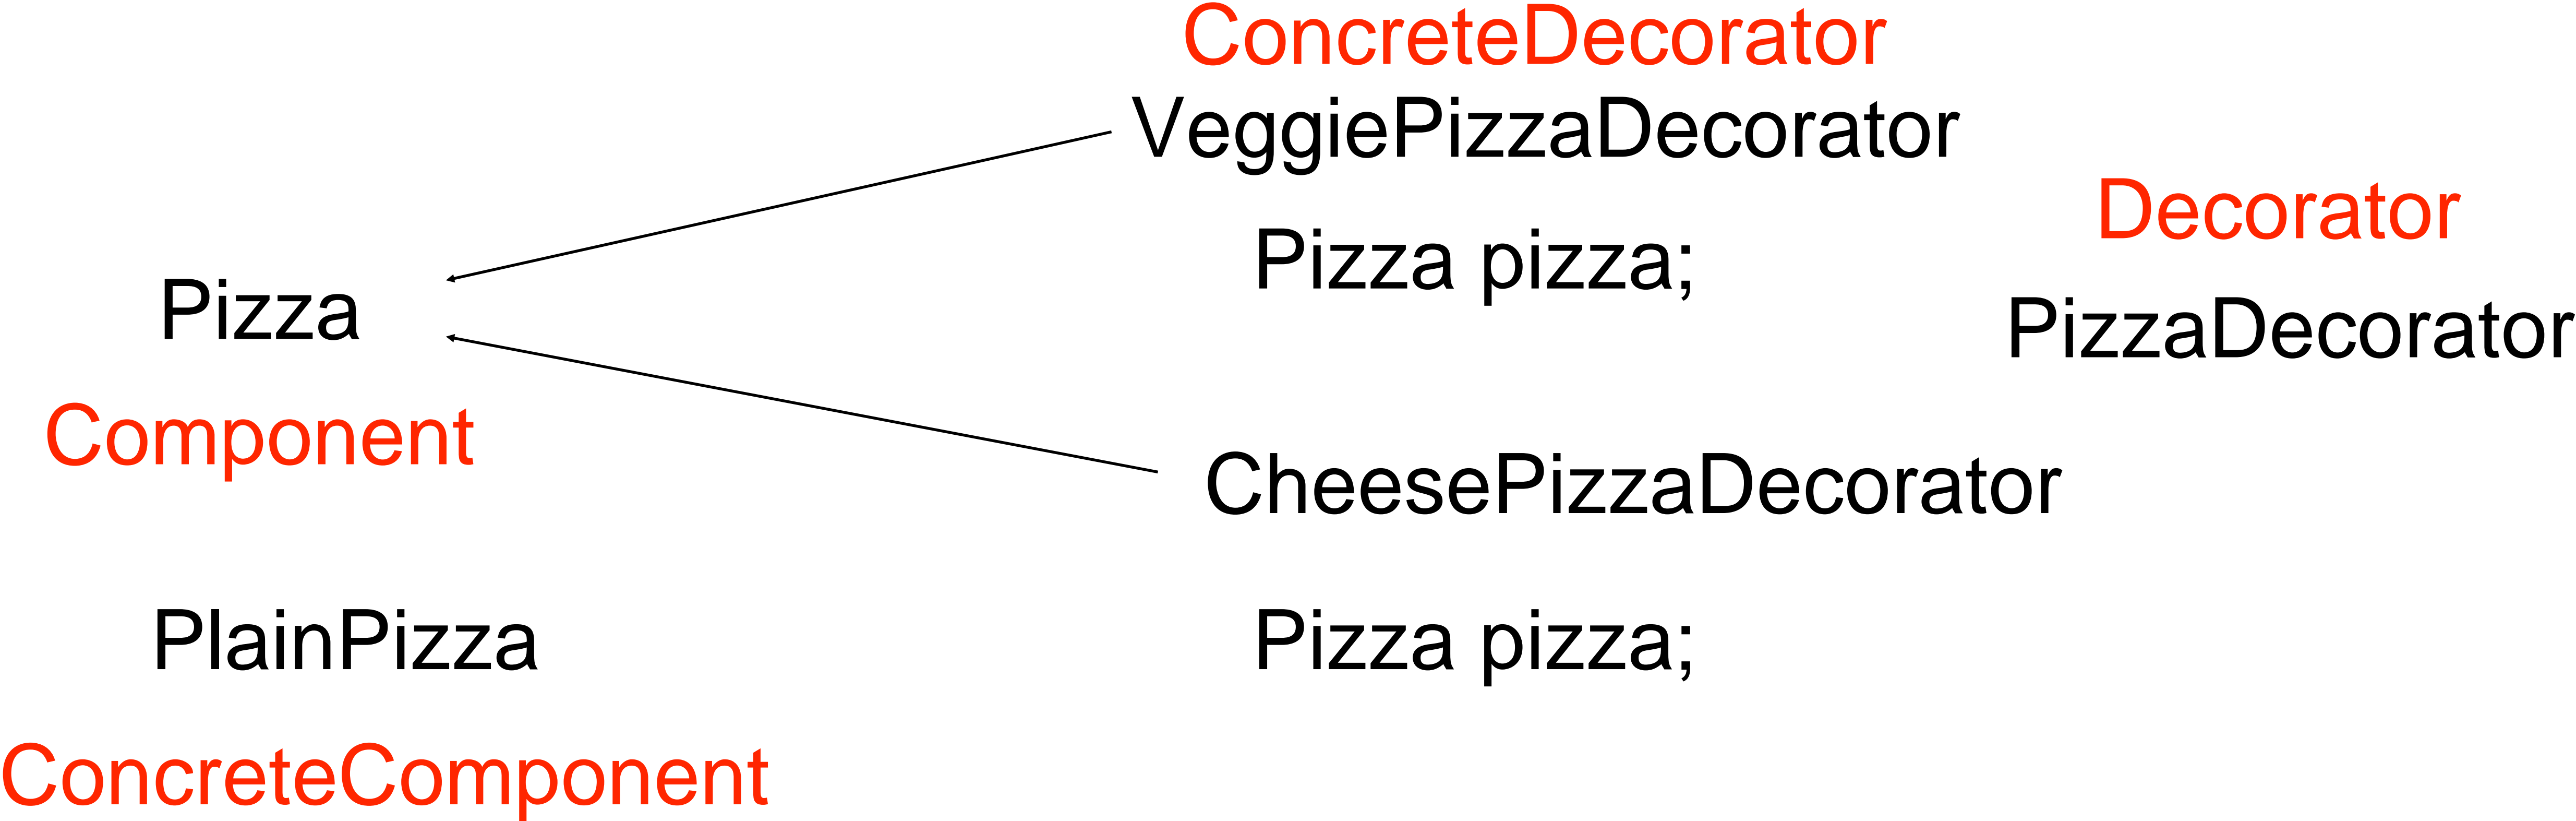 ConcreteDecorator
VeggiePizzaDecorator
Decorator
Pizza pizza;
Pizza
PizzaDecorator
Component
CheesePizzaDecorator
PlainPizza
Pizza pizza;
ConcreteComponent